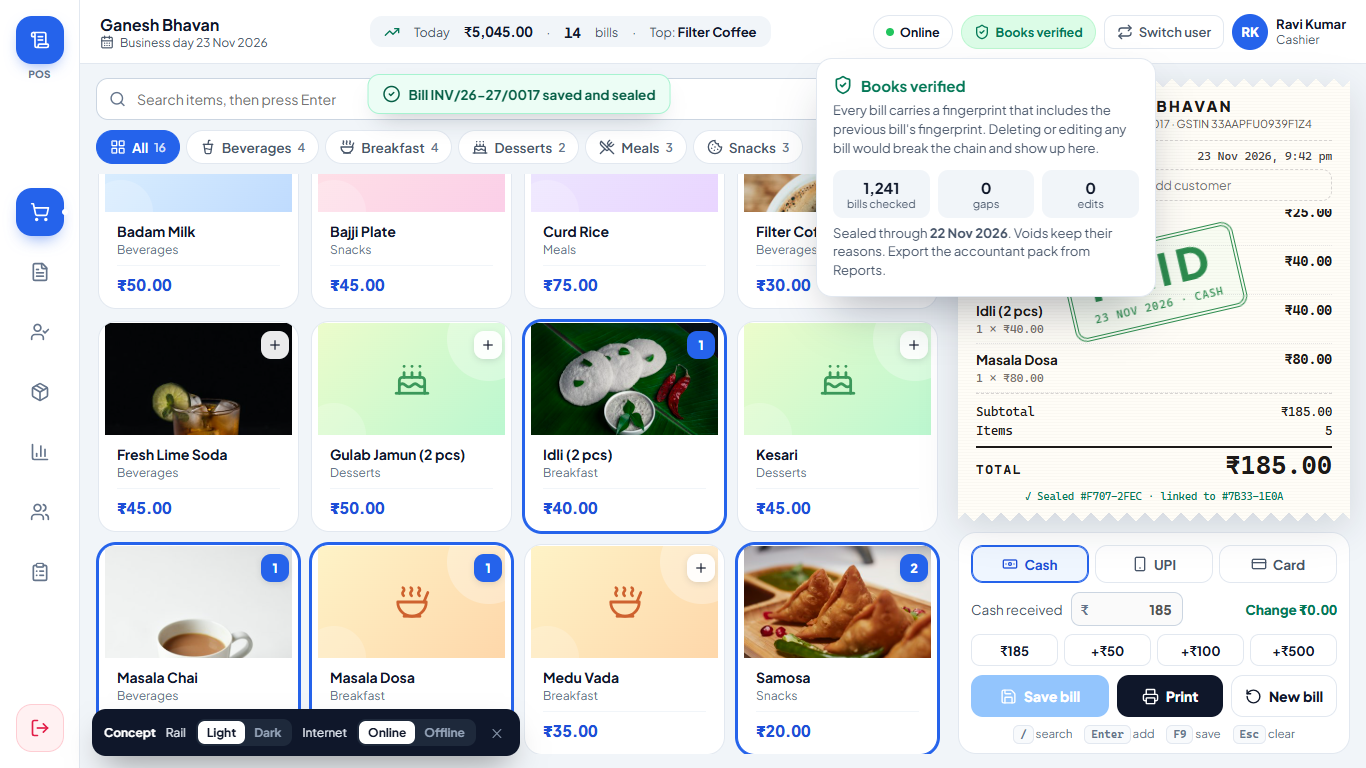 POS
Ganesh Bhavan
Business day 23 Nov 2026
Today ₹5,045.00 · 14 bills · Top: Filter Coffee
Online
Books verified
Switch user
RK
Ravi Kumar
Cashier
Search items, then press Enter
Bill INV/26-27/0017 saved and sealed
All 16
Beverages 4
Breakfast 4
Desserts 2
Meals 3
Snacks 3
Books verified
Every bill carries a fingerprint that includes the
previous bill's fingerprint. Deleting or editing any
bill would break the chain and show up here.
1,241
bills checked
0
gaps
0
edits
Sealed through 22 Nov 2026. Voids keep their
reasons. Export the accountant pack from
Reports.
Badam Milk
Beverages
₹50.00
Bajji Plate
Snacks
₹45.00
Curd Rice
Meals
₹75.00
₹30.00
Fresh Lime Soda
Beverages
₹45.00
Gulab Jamun (2 pcs)
Desserts
₹50.00
1
Idli (2 pcs)
Breakfast
₹40.00
Kesari
Desserts
₹45.00
1
Masala Chai
Beverages
1
Masala Dosa
Breakfast
Medu Vada
Breakfast
₹35.00
2
Samosa
Snacks
₹20.00
BHAVAN
· GSTIN 33AAPFU0939F1Z4
23 Nov 2026, 9:42 pm
customer
₹25.00
₹40.00
23 NOV 2026 · CASH
Idli (2 pcs)
1 × ₹40.00
₹40.00
Masala Dosa
1 × ₹80.00
₹80.00
Subtotal ₹185.00
Items 5
TOTAL ₹185.00
✓ Sealed #F707-2FEC · linked to #7B33-1E0A
Cash
UPI
Card
Cash received
₹ 185
Change ₹0.00
₹185
+₹50
+₹100
+₹500
Save bill
Print
New bill
/ search
Enter add
F9 save
Esc clear
Concept Rail Light Dark Internet Online Offline